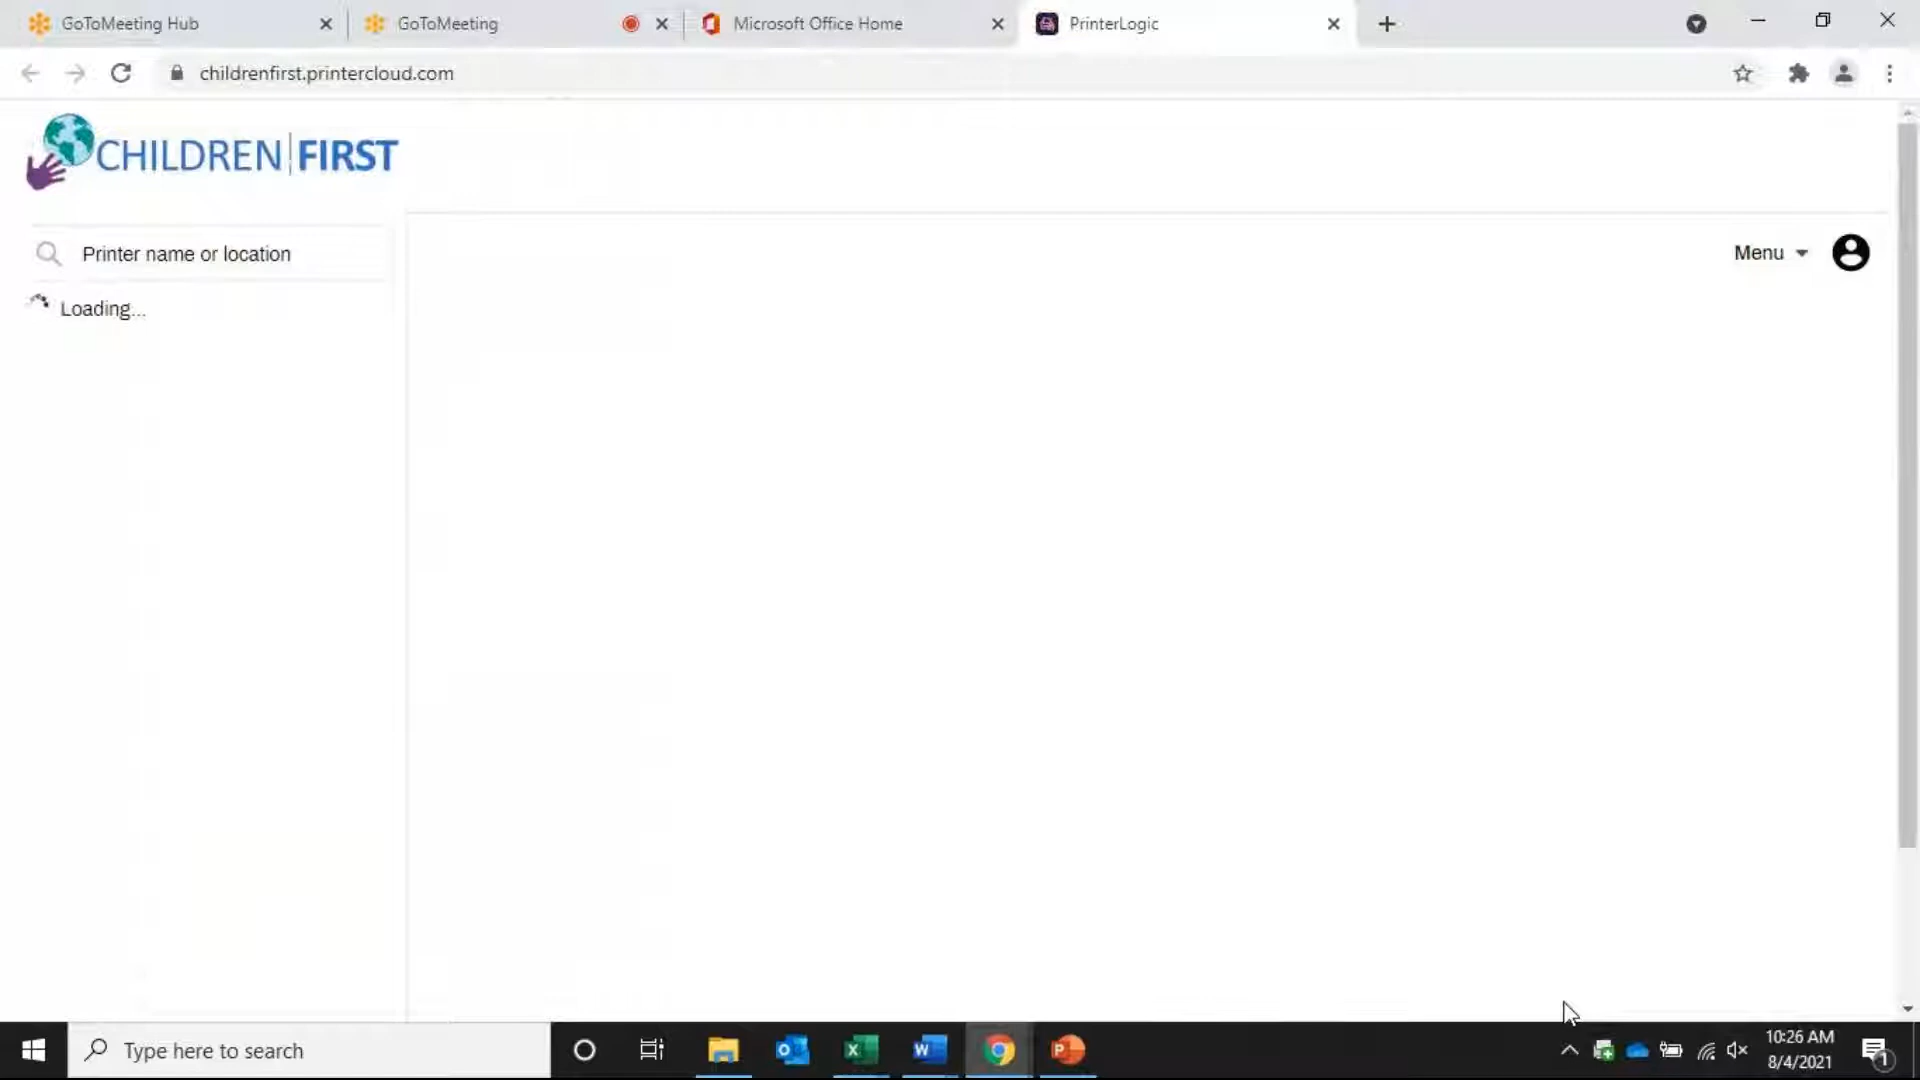 GoToMeeting Hub
GoToMeeting
Microsoft Office Home
PrinterLogic
childrenfirst.printercloud.com
CHILDREN|FIRST
Printer name or location
Menu
Loading...
Type here to search
10:26 AM
8/4/2021
1